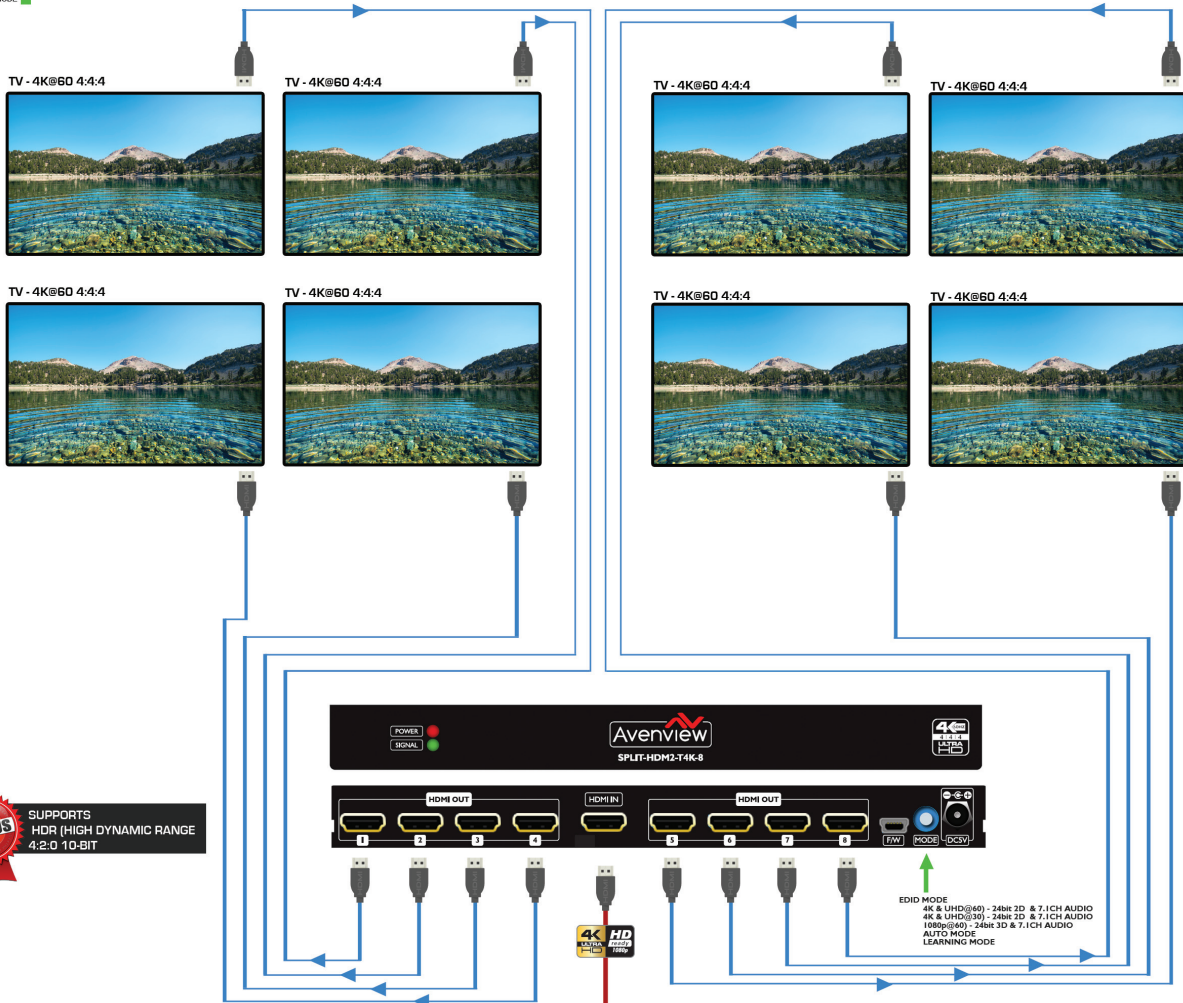 TV - 4K@60 4:4:4
TV - 4K@60 4:4:4
TV - 4K@60 4:4:4
TV - 4K@60 4:4:4
TV - 4K@60 4:4:4
TV - 4K@60 4:4:4
TV - 4K@60 4:4:4
TV - 4K@60 4:4:4
POWER
SIGNAL
Avenview
SPLIT-HDM2-T4K-8
4K
4:4:4
ULTRA
HD
HDMI OUT
HDMI IN
HDMI OUT
1 2 3 4 5 6 7 8
F/W MODE DC5V
SUPPORTS
HDR (HIGH DYNAMIC RANGE
4:2:0 10-BIT
4K
ULTRA
HD
HD
ready
1080p
EDID MODE
4K & UHD@60) - 24bit 2D & 7.1CH AUDIO
4K & UHD@30) - 24bit 2D & 7.1CH AUDIO
1080p@60) - 24bit 3D & 7.1CH AUDIO
AUTO MODE
LEARNING MODE